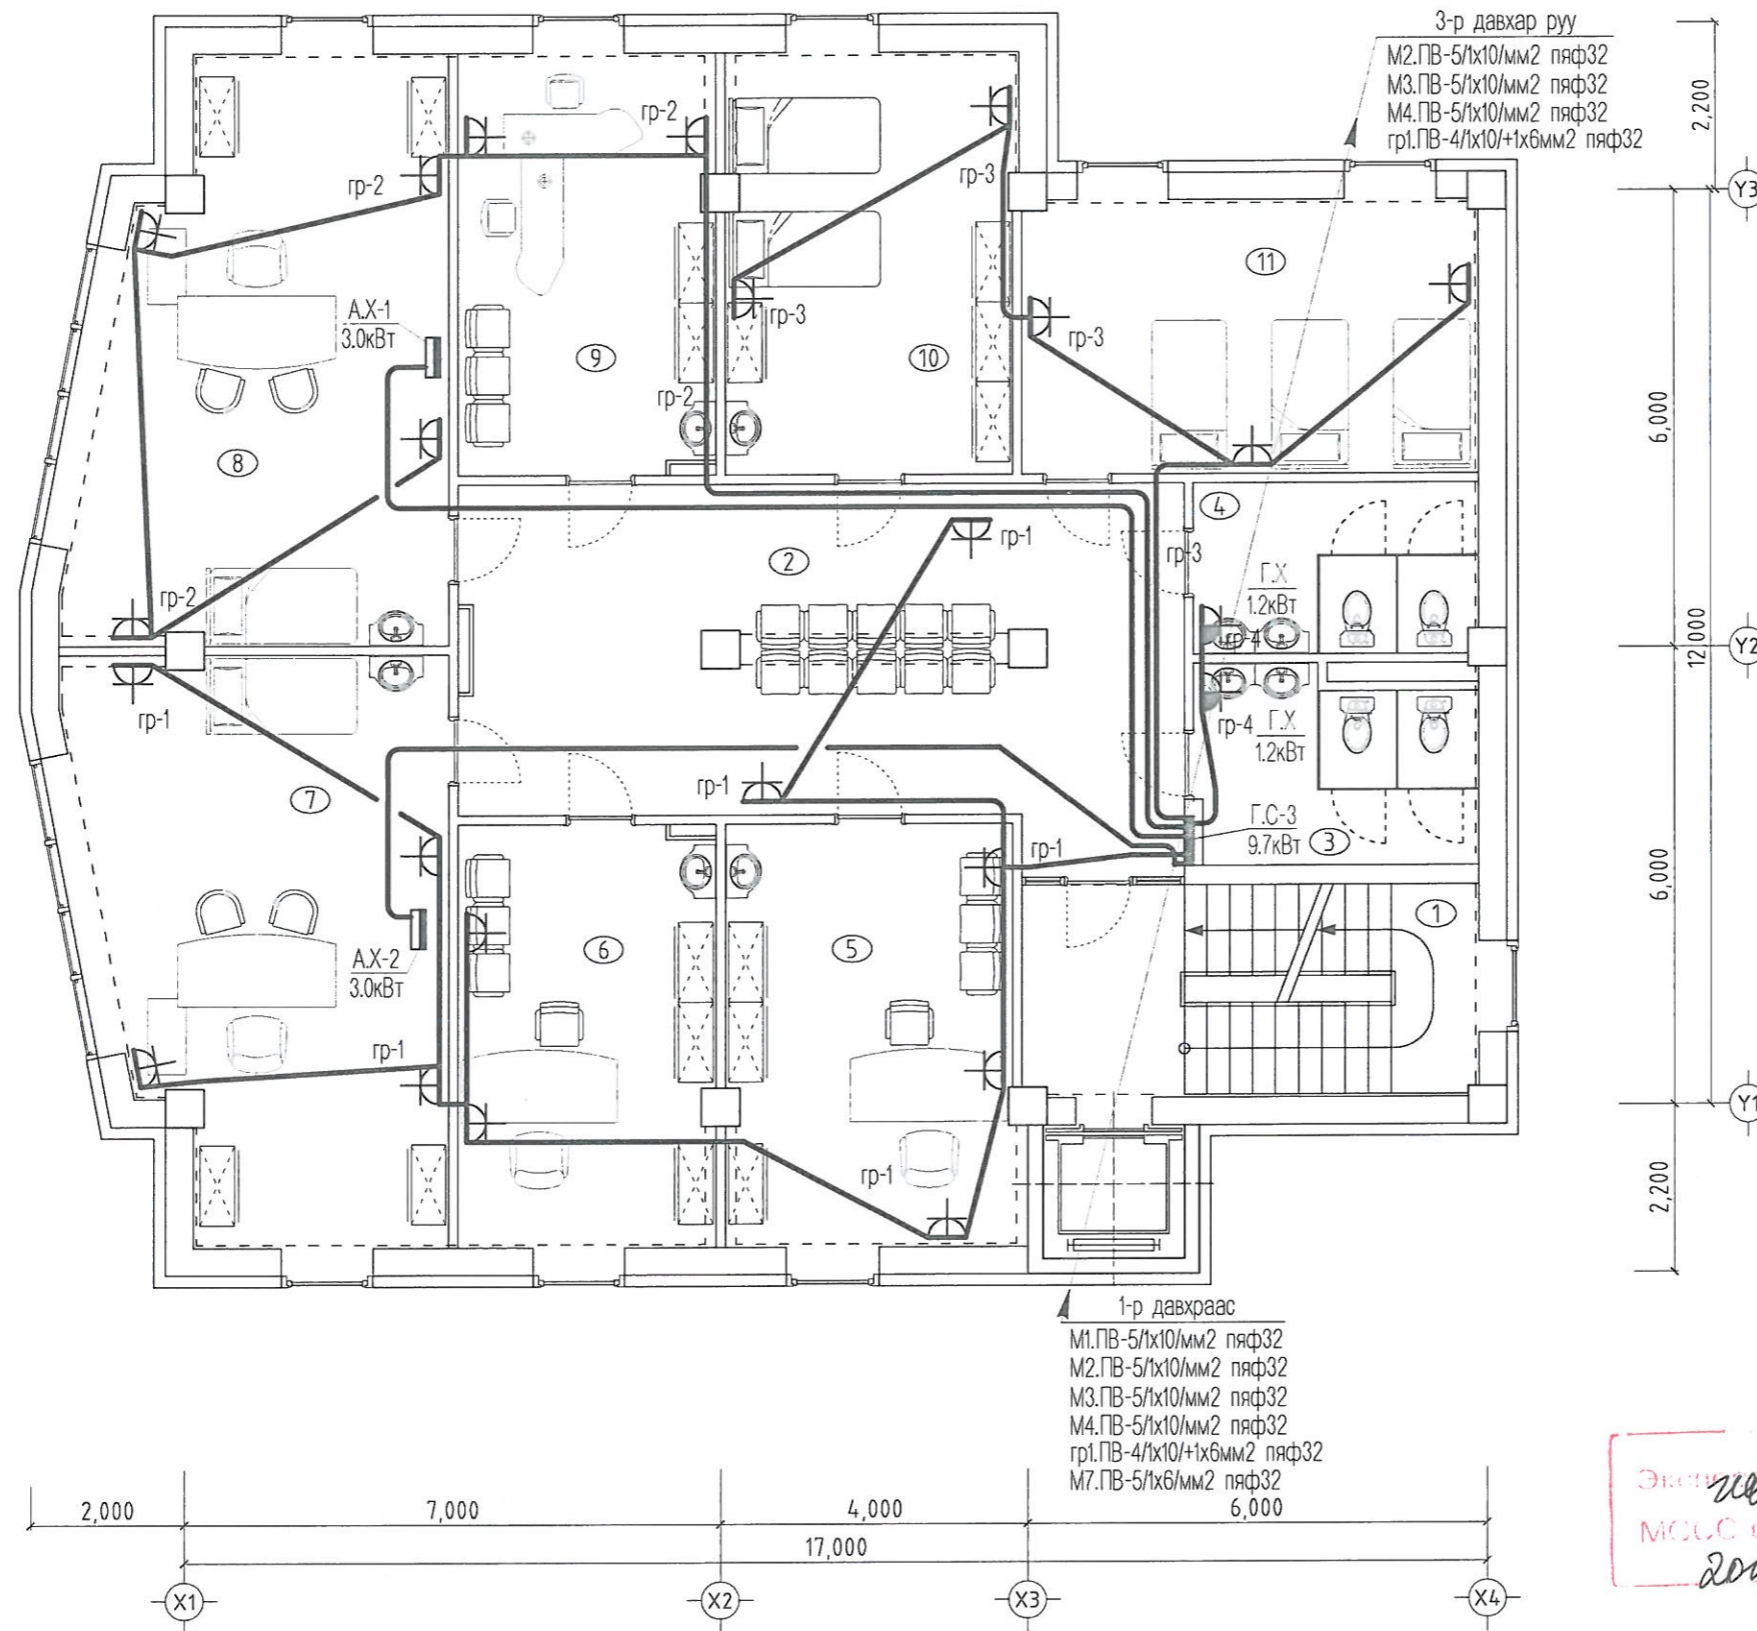 3-р давхар руу
М2.ПВ-5/1х10/мм2 пяф32
М3.ПВ-5/1х10/мм2 пяф32
М4.ПВ-5/1х10/мм2 пяф32
гр1.ПВ-4/1х10/+1х6мм2 пяф32
2,200
Y3
гр-2
гр-2
гр-3
11
А.Х-1
3.0кВт
гр-3
гр-3
9
10
гр-2
6,000
8
4
гр-1
2
гр-3
Г.Х
1.2кВт
гр-2
гр-4
12,000
Y2
гр-1
гр-4
Г.Х
1.2кВт
7
гр-1
Г.С-3
9.7кВт
3
гр-1
6,000
1
6
5
А.Х-2
3.0кВт
гр-1
Y1
гр-1
2,200
1-р давхраас
М1.ПВ-5/1х10/мм2 пяф32
М2.ПВ-5/1х10/мм2 пяф32
М3.ПВ-5/1х10/мм2 пяф32
М4.ПВ-5/1х10/мм2 пяф32
гр1.ПВ-4/1х10/+1х6мм2 пяф32
М7.ПВ-5/1х6/мм2 пяф32
2,000
7,000
4,000
6,000
17,000
X1
X2
X3
X4
МССС